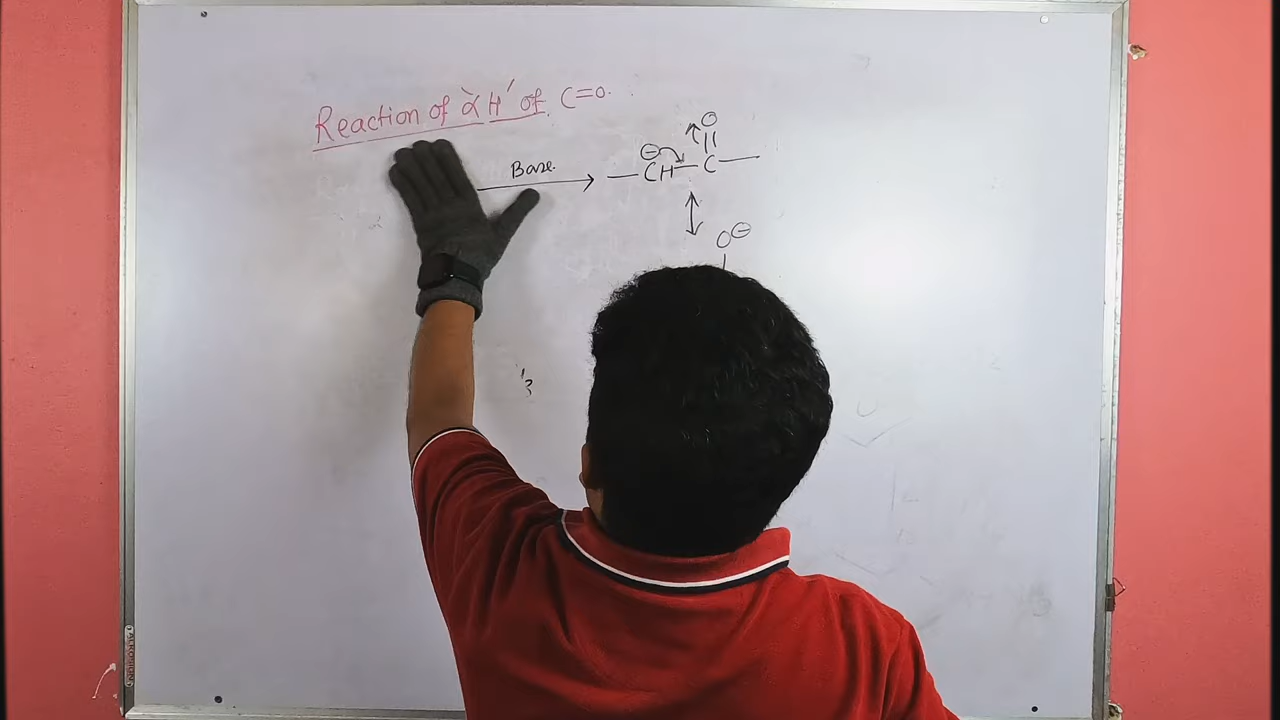 Reaction of α H' of C=O.
Base.
O
⊖
— CH — C —
O⊖